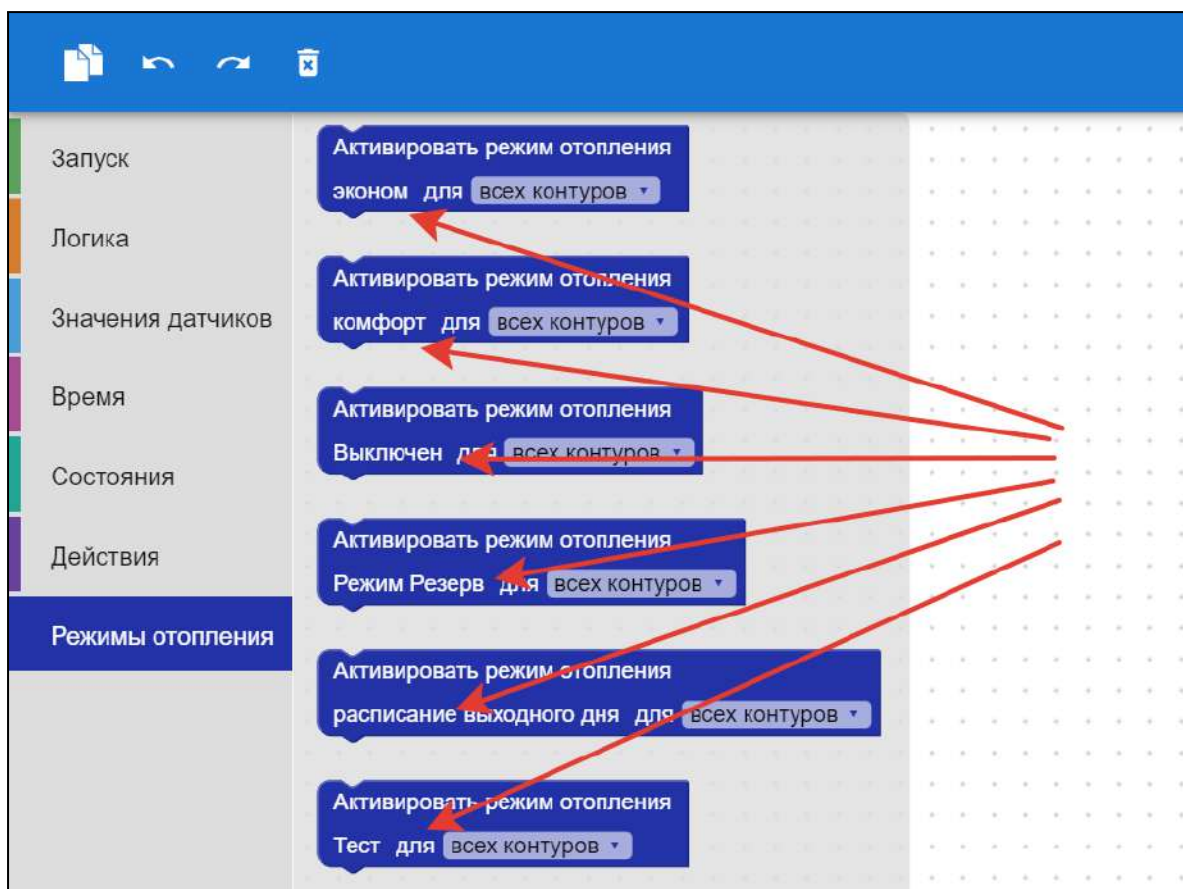 Запуск
Логика
Значения датчиков
Время
Состояния
Действия
Режимы отопления
Активировать режим отопления
эконом для всех контуров
Активировать режим отопления
комфорт для всех контуров
Активировать режим отопления
Выключен для всех контуров
Активировать режим отопления
Режим Резерв для всех контуров
Активировать режим отопления
расписание выходного дня для всех контуров
Активировать режим отопления
Тест для всех контуров